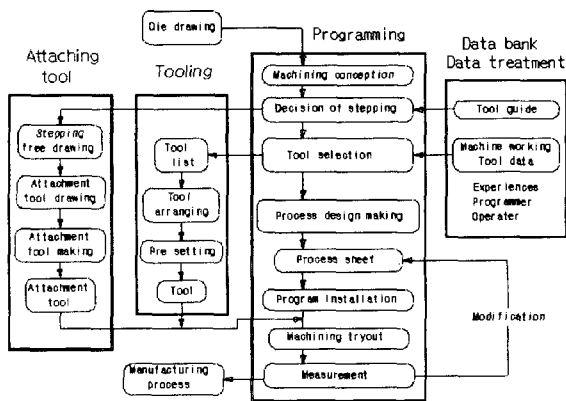 Die drawing
Programming
Attaching
tool
Tooling
Data bank
Data treatment
Machining conception
Decision of stepping
Tool guide
Stepping
free drawing
Tool
list
Tool selection
Machine working
Tool data
Attachment
tool drawing
Tool
arranging
Experiences
Programmer
Operater
Process design making
Attachment
tool making
Pre setting
Process sheet
Attachment
tool
Tool
Program Installation
Modification
Machining tryout
Manufacturing
process
Measurement